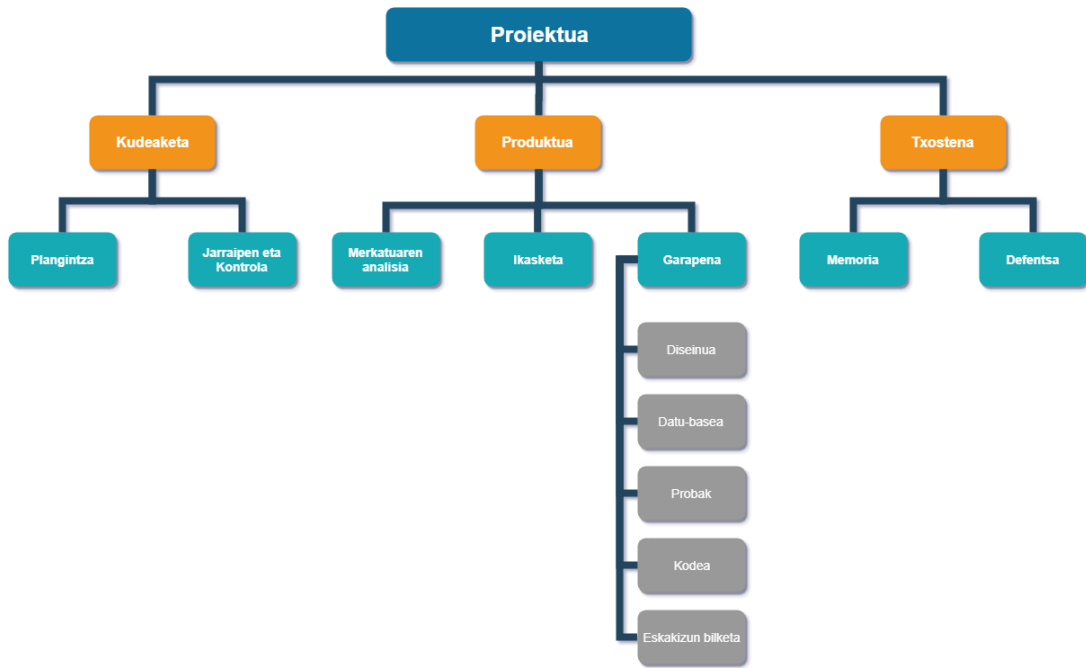 Proiektua
Kudeaketa
Produktua
Txostena
Plangintza
Jarraipen eta
Kontrola
Merkatuaren
analisia
Ikasketa
Garapena
Memoria
Defentsa
Diseinua
Datu-basea
Probak
Kodea
Eskakizun bilketa